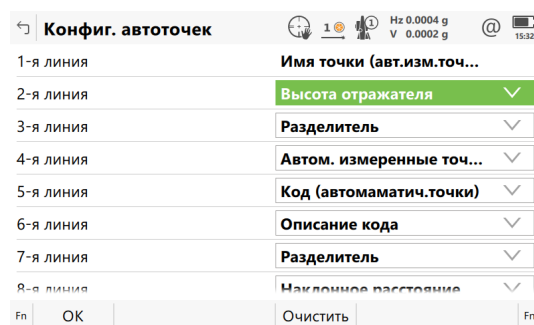 Конфиг. автоточек 1 1 Hz 0.0004 g
V 0.0002 g @ 15:32
1-я линия Имя точки (авт.изм.точ...
2-я линия Высота отражателя
3-я линия Разделитель
4-я линия Автом. измеренные точ...
5-я линия Код (автомаматич.точки)
6-я линия Описание кода
7-я линия Разделитель
8-я линия Наклонное расстояние
Fn OK Очистить Fn